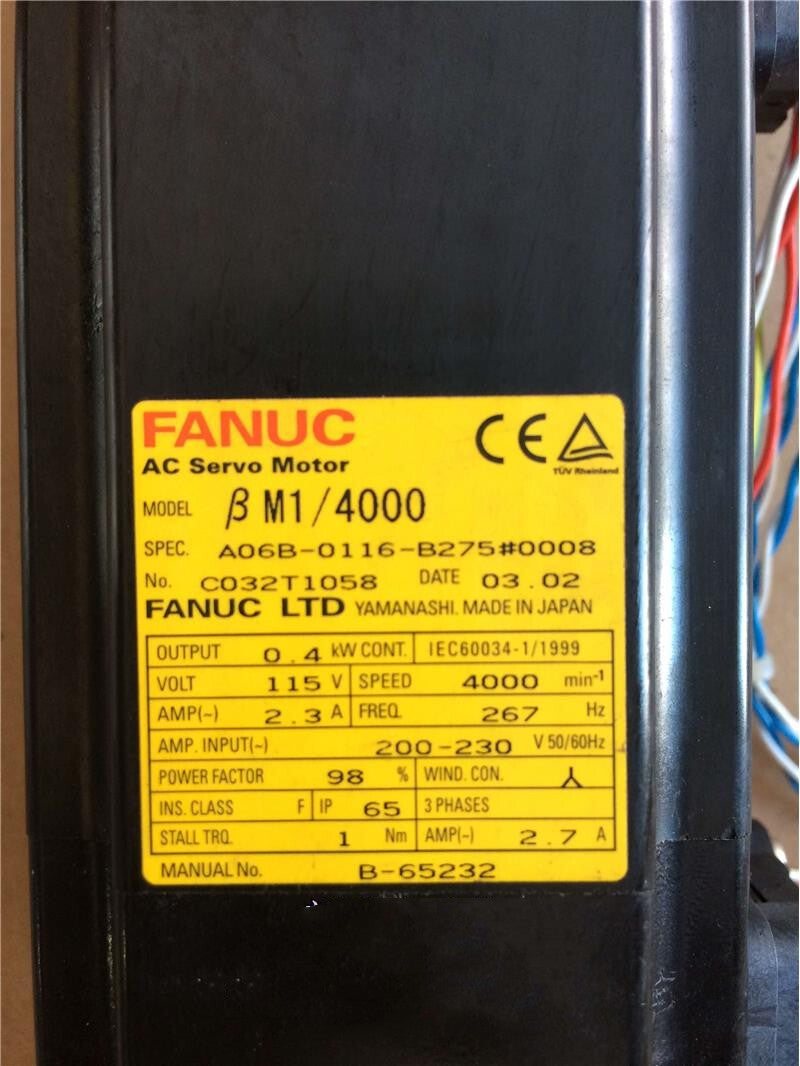 FANUC
CE
TÜV Rheinland
AC Servo Motor
MODEL β M1/4000
SPEC. A06B-0116-B275#0008
No. C032T1058 DATE 03.02
FANUC LTD YAMANASHI. MADE IN JAPAN
OUTPUT 0.4 kW CONT. IEC60034-1/1999
VOLT 115 V SPEED 4000 min-1
AMP(~) 2.3 A FREQ. 267 Hz
AMP. INPUT(~) 200-230 V 50/60Hz
POWER FACTOR 98 % WIND. CON.
INS. CLASS F IP 65 3 PHASES
STALL TRQ. 1 Nm AMP(~) 2.7 A
MANUAL No. B-65232